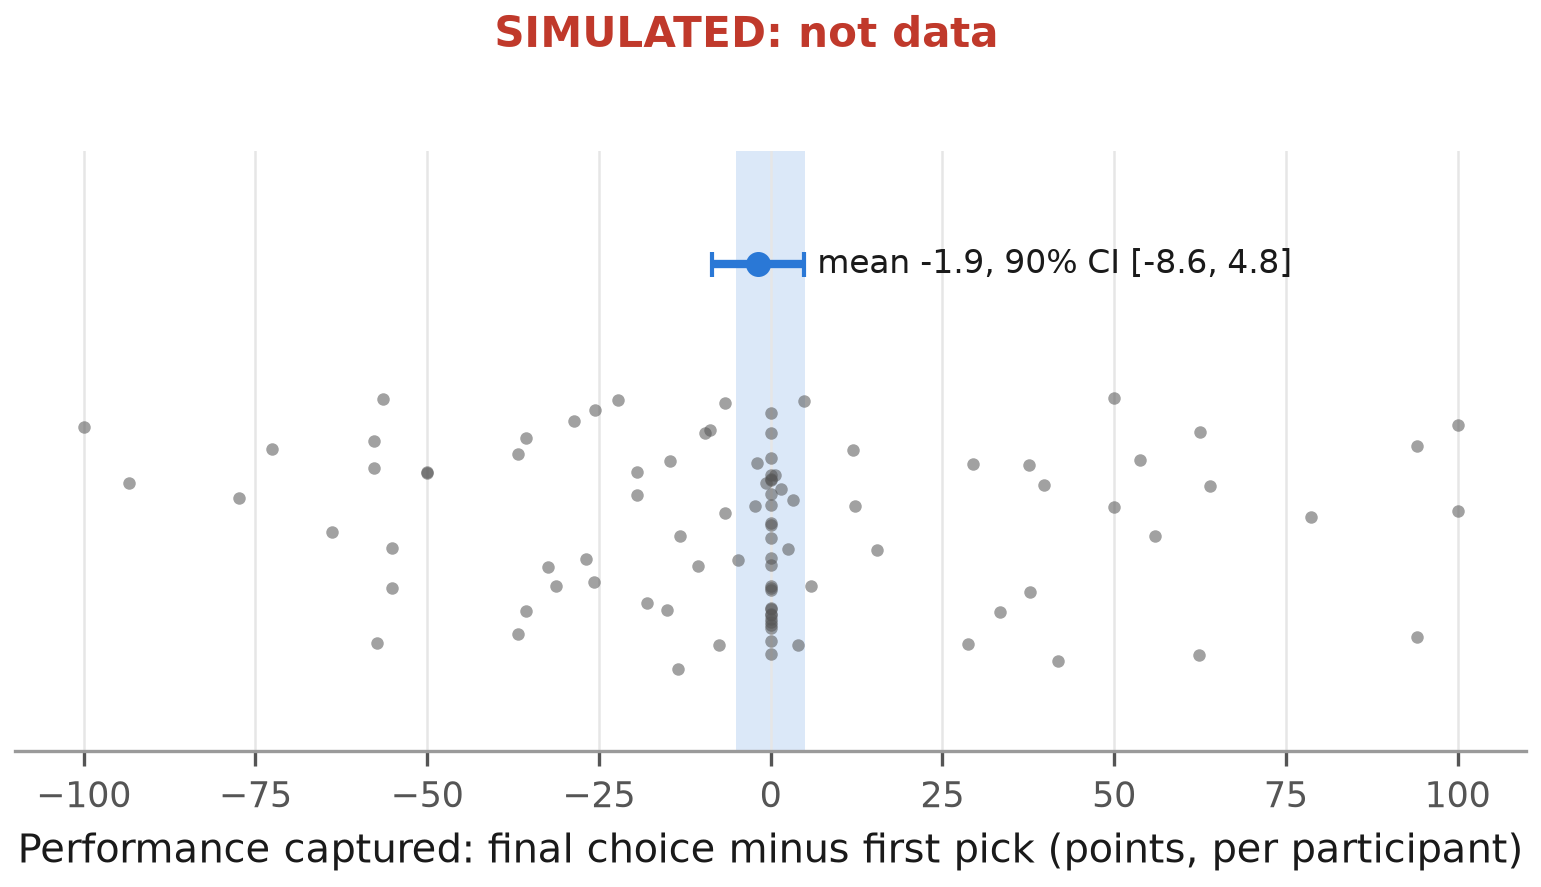 SIMULATED: not data
mean -1.9, 90% CI [-8.6, 4.8]
−100 −75 −50 −25 0 25 50 75 100
Performance captured: final choice minus first pick (points, per participant)